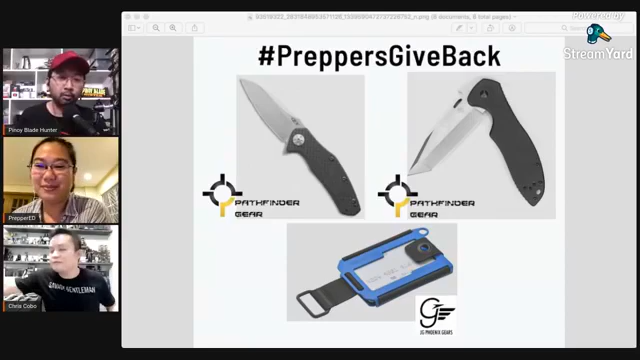 Powered by
StreamYard
#PreppersGiveBack
PATHFINDER
GEAR
PATHFINDER
GEAR
JG PHOENIX GEARS
Pinoy Blade Hunter
PrepperED
Chris Cobo